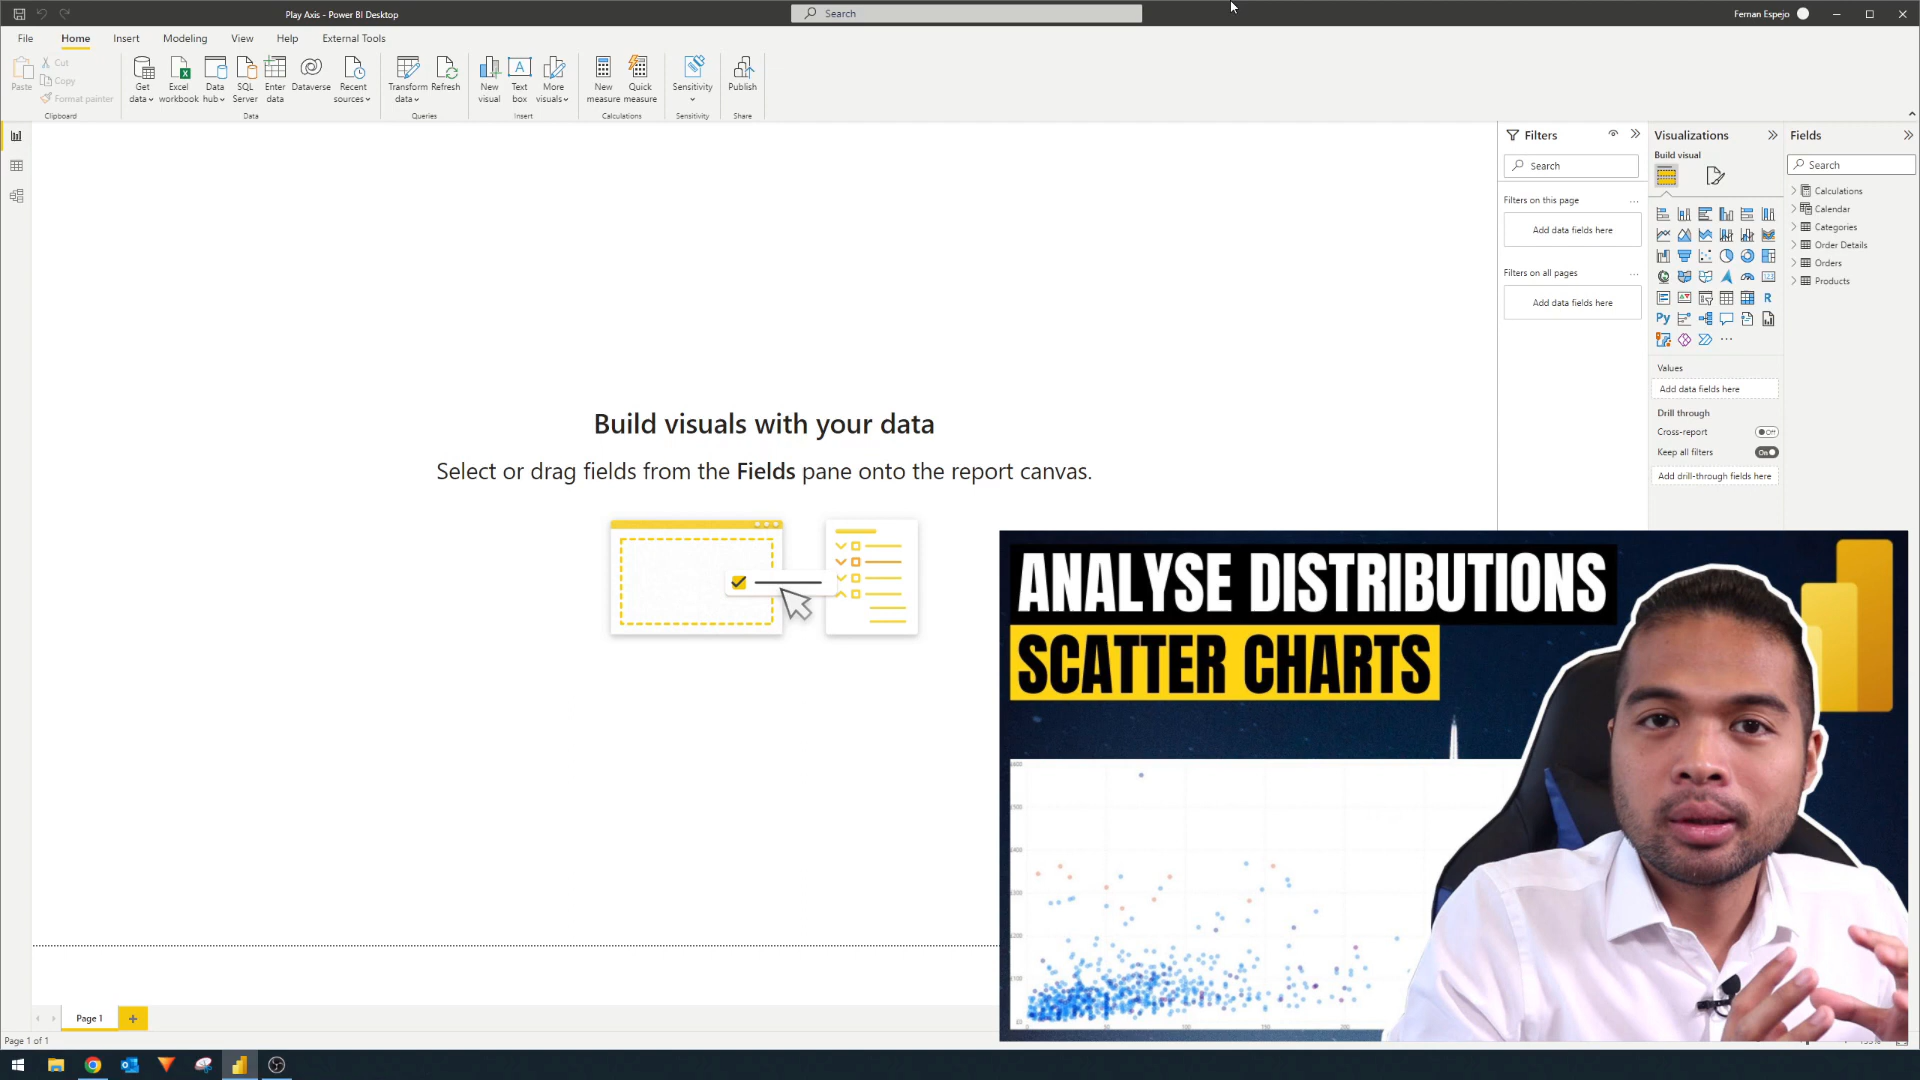 Play Axis - Power BI Desktop
Search
Fernan Espejo
File Home Insert Modeling View Help External Tools
Paste
Cut
Copy
Format painter
Clipboard
Get data
Excel workbook
Data hub
SQL Server
Enter data
Dataverse
Recent sources
Data
Transform data
Refresh
Queries
New visual
Text box
More visuals
Insert
New measure
Quick measure
Calculations
Sensitivity
Sensitivity
Publish
Share
Filters
Search
Filters on this page
...
Add data fields here
Filters on all pages
...
Add data fields here
Visualizations
Build visual
R
Py
...
Values
Add data fields here
Drill through
Cross-report
Off
Keep all filters
On
Add drill-through fields here
Fields
Search
Calculations
Calendar
Categories
Order Details
Orders
Products
Build visuals with your data
Select or drag fields from the Fields pane onto the report canvas.
ANALYSE DISTRIBUTIONS
SCATTER CHARTS
Page 1
Page 1 of 1